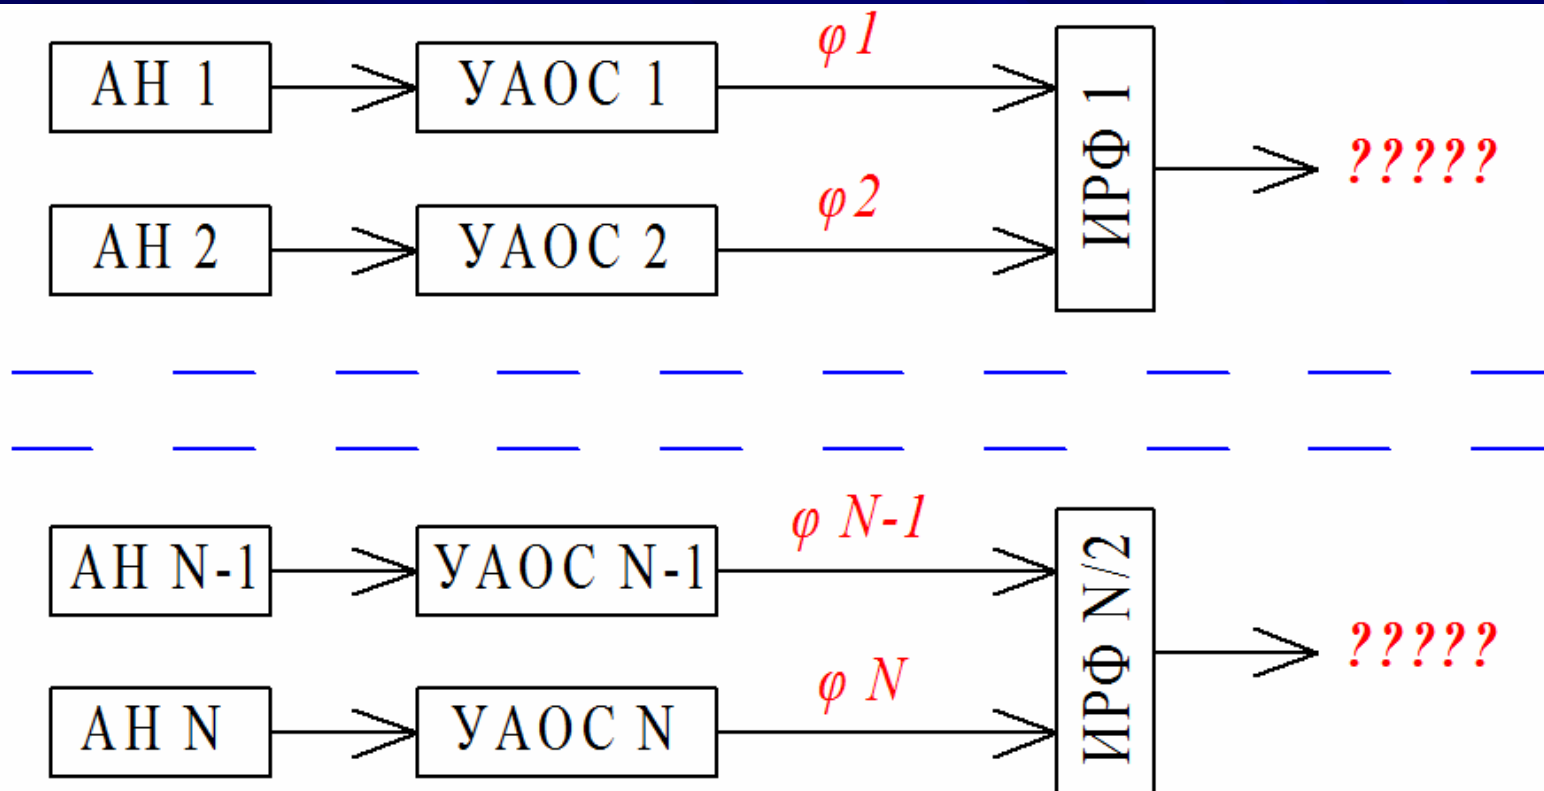 АН 1
УАОС 1
φ1
ИРФ 1
?????
АН 2
УАОС 2
φ2
АН N-1
УАОС N-1
φ N-1
ИРФ N/2
?????
АН N
УАОС N
φ N